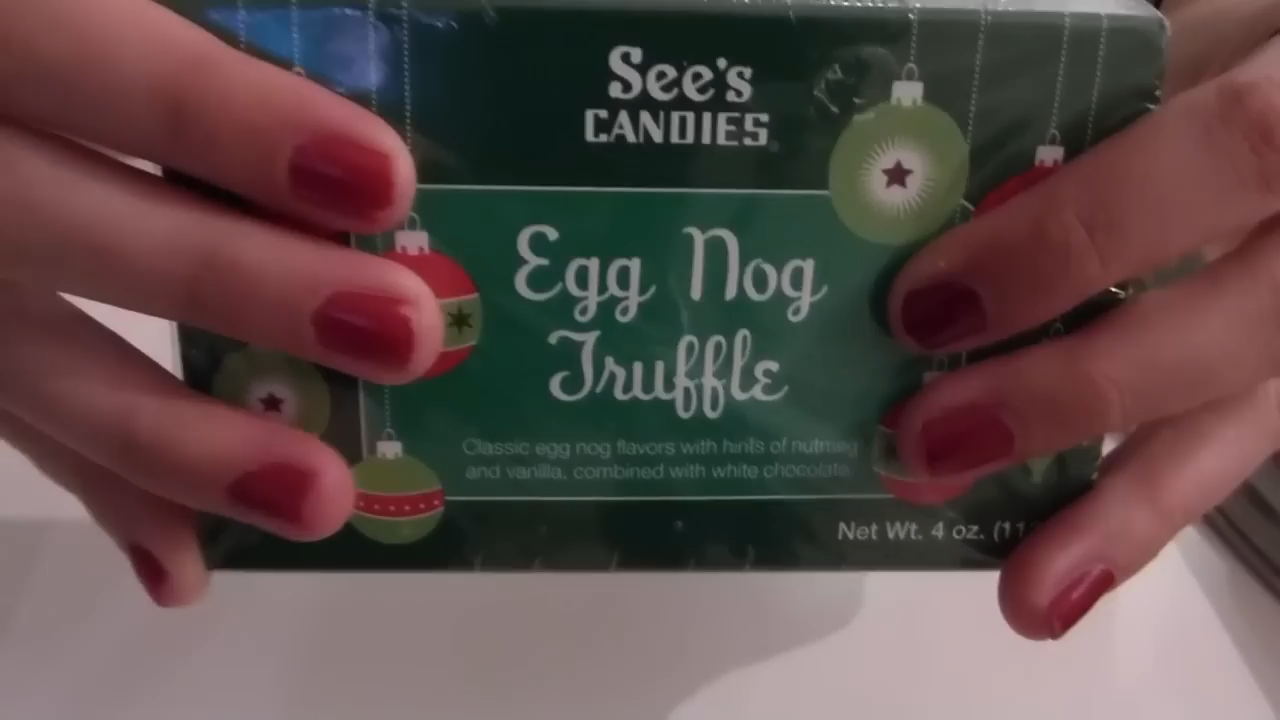 See's
CANDIES
Egg Nog
Truffle
Classic egg nog flavors with hints of nutmeg
and vanilla, combined with white chocolate
Net Wt. 4 oz.